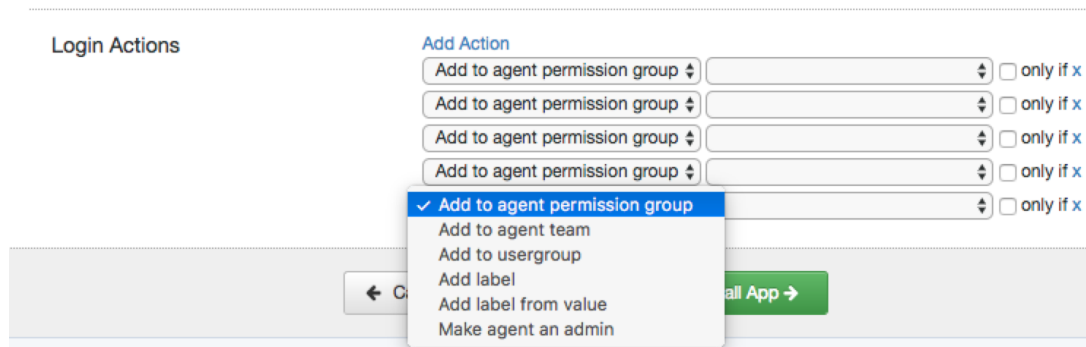 Login Actions
Add Action
Add to agent permission group only if x
Add to agent permission group only if x
Add to agent permission group only if x
Add to agent permission group only if x
✓ Add to agent permission group only if x
Add to agent team
Add to usergroup
Add label
Add label from value
Make agent an admin
App →